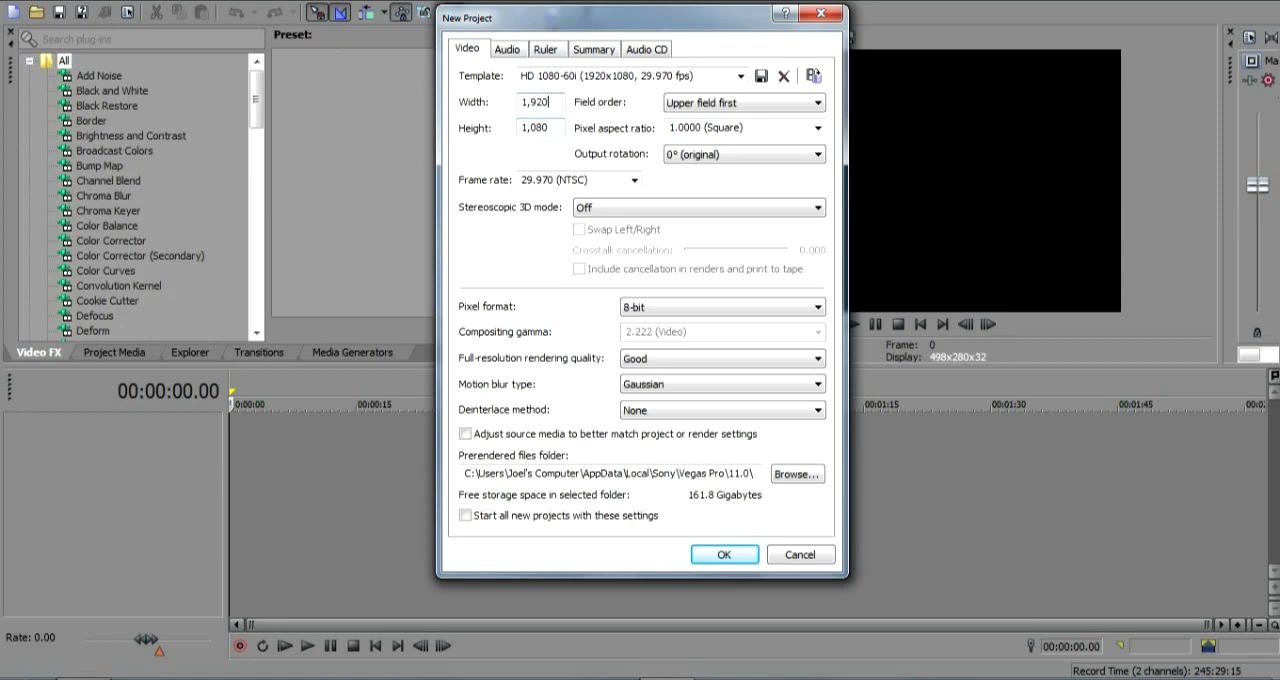 New Project
Search plug-ins
Preset:
All
Add Noise
Black and White
Black Restore
Border
Brightness and Contrast
Broadcast Colors
Bump Map
Channel Blend
Chroma Blur
Chroma Keyer
Color Balance
Color Corrector
Color Corrector (Secondary)
Color Curves
Convolution Kernel
Cookie Cutter
Defocus
Deform
Video FX
Project Media
Explorer
Transitions
Media Generators
Video
Audio
Ruler
Summary
Audio CD
Template: HD 1080-60i (1920x1080, 29.970 fps)
Width: 1,920 Field order: Upper field first
Height: 1,080 Pixel aspect ratio: 1.0000 (Square)
Output rotation: 0° (original)
Frame rate: 29.970 (NTSC)
Stereoscopic 3D mode: Off
Swap Left/Right
Crosstalk cancellation: 0.000
Include cancellation in renders and print to tape
Pixel format: 8-bit
Compositing gamma: 2.222 (Video)
Full-resolution rendering quality: Good
Motion blur type: Gaussian
Deinterlace method: None
Adjust source media to better match project or render settings
Prerendered files folder:
C:\Users\Joel's Computer\AppData\Local\Sony\Vegas Pro\11.0\ Browse...
Free storage space in selected folder: 161.8 Gigabytes
Start all new projects with these settings
OK Cancel
Ma
Frame: 0
Display: 498x280x32
00:00:00.00
0:00:00 00:00:15 00:01:15 00:01:30 00:01:45
Rate: 0.00
00:00:00.00
Record Time (2 channels): 245:29:15